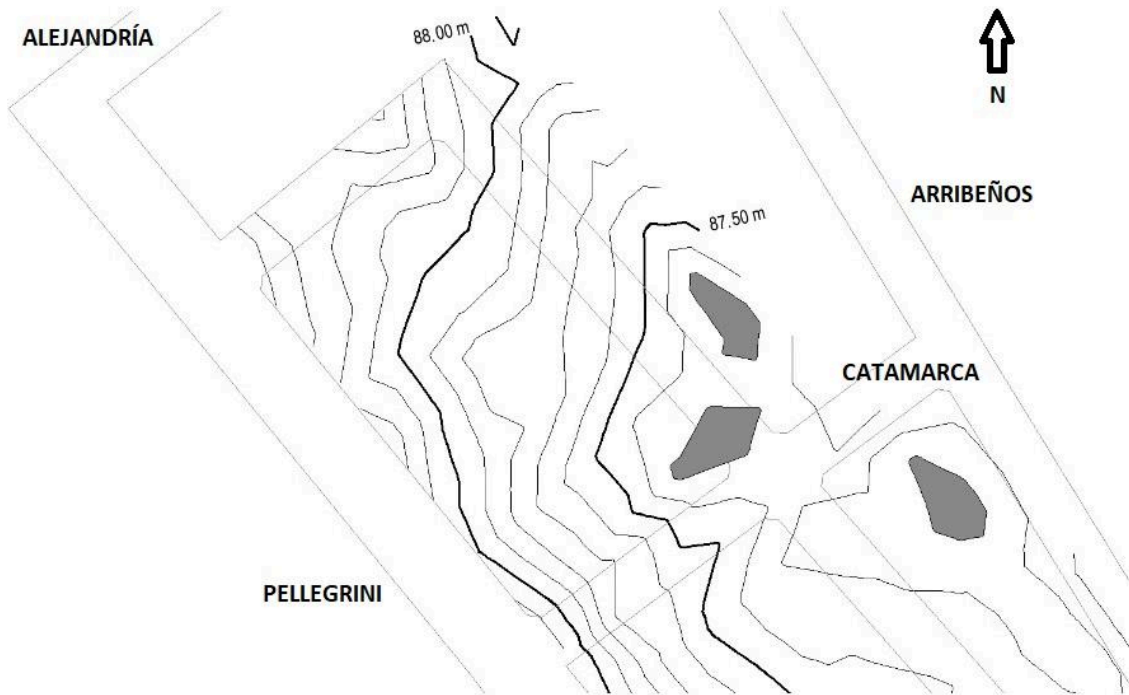 ALEJANDRÍA
88.00 m
N
ARRIBEÑOS
87.50 m
CATAMARCA
PELLEGRINI